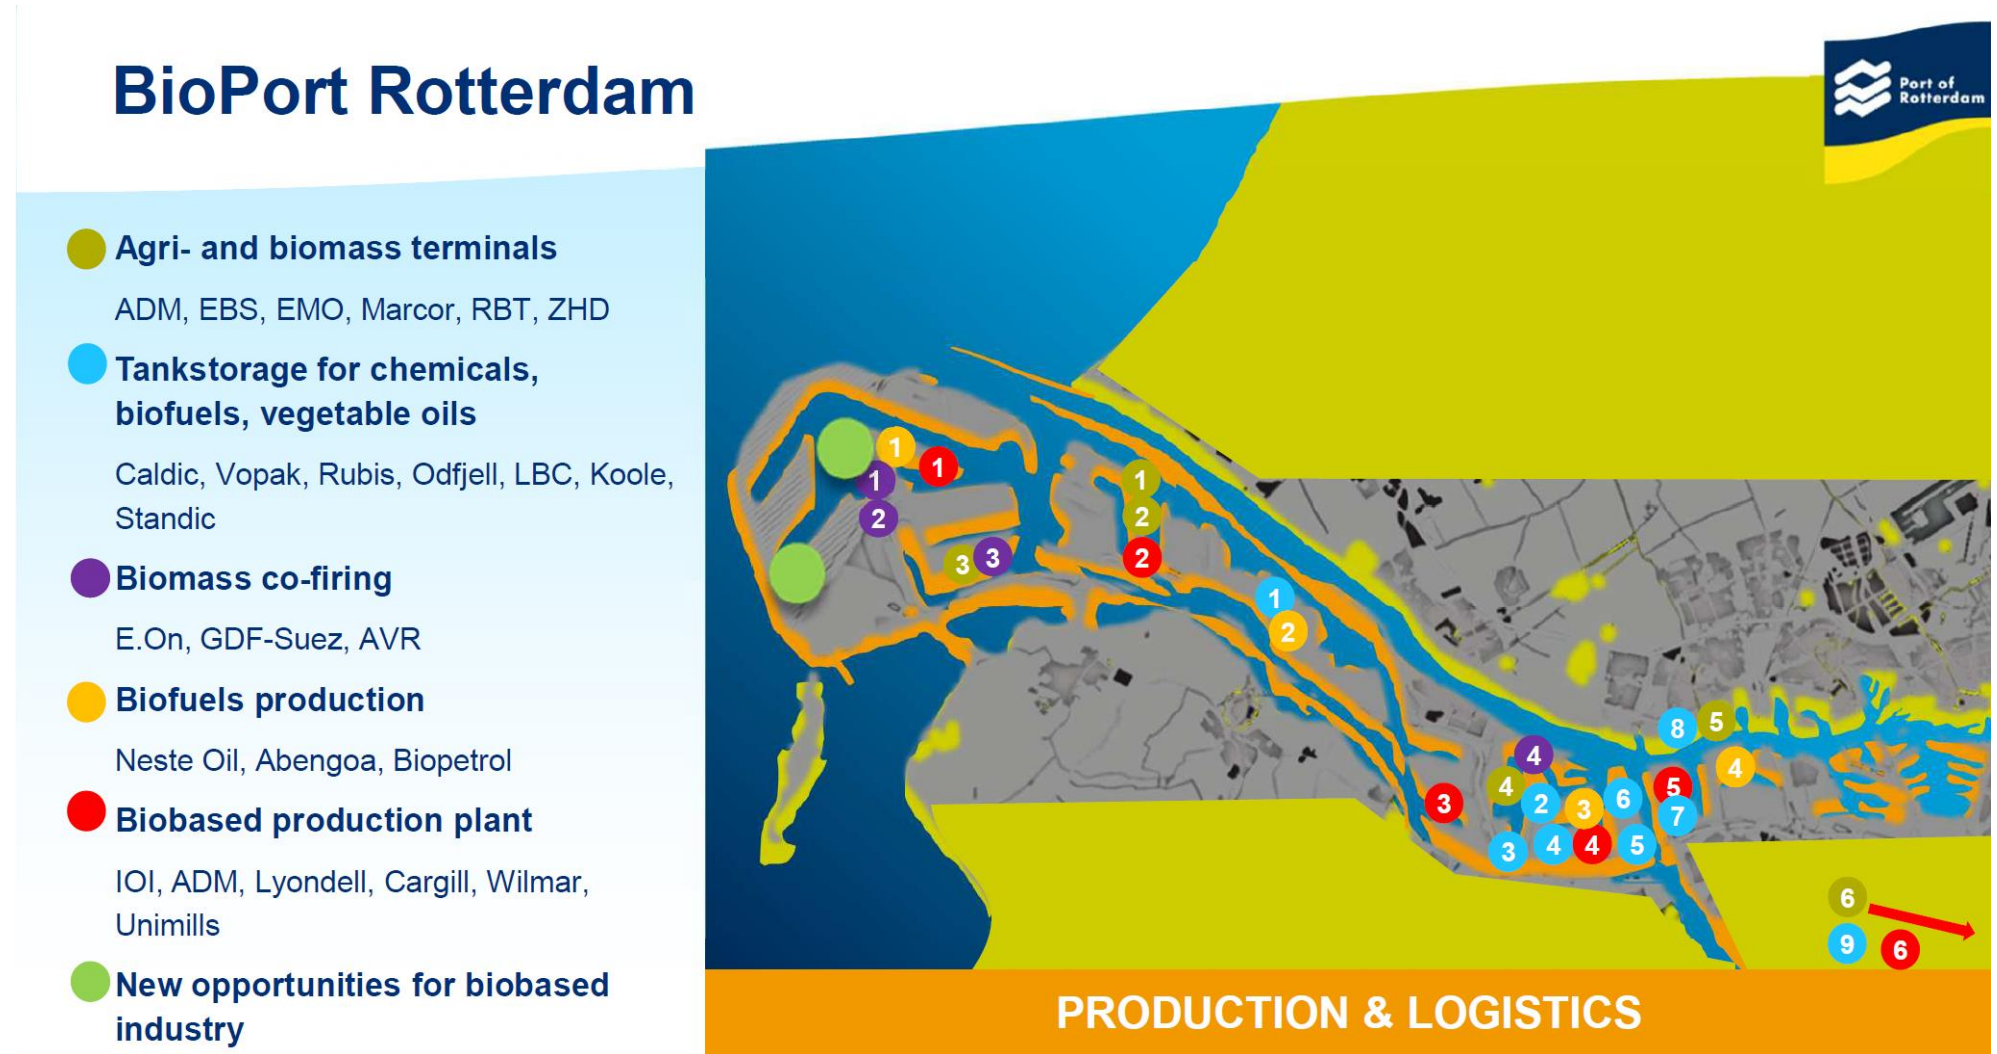 BioPort Rotterdam
Port of
Rotterdam
Agri- and biomass terminals
ADM, EBS, EMO, Marcor, RBT, ZHD
Tankstorage for chemicals,
biofuels, vegetable oils
Caldic, Vopak, Rubis, Odfjell, LBC, Koole,
Standic
Biomass co-firing
E.On, GDF-Suez, AVR
Biofuels production
Neste Oil, Abengoa, Biopetrol
Biobased production plant
IOI, ADM, Lyondell, Cargill, Wilmar,
Unimills
New opportunities for biobased
industry
1
1
1
1
2
2
3 3
2
1
2
8 5
4
4
4
3
2
3
6
5
7
3
4
4
5
6
9
6
PRODUCTION & LOGISTICS